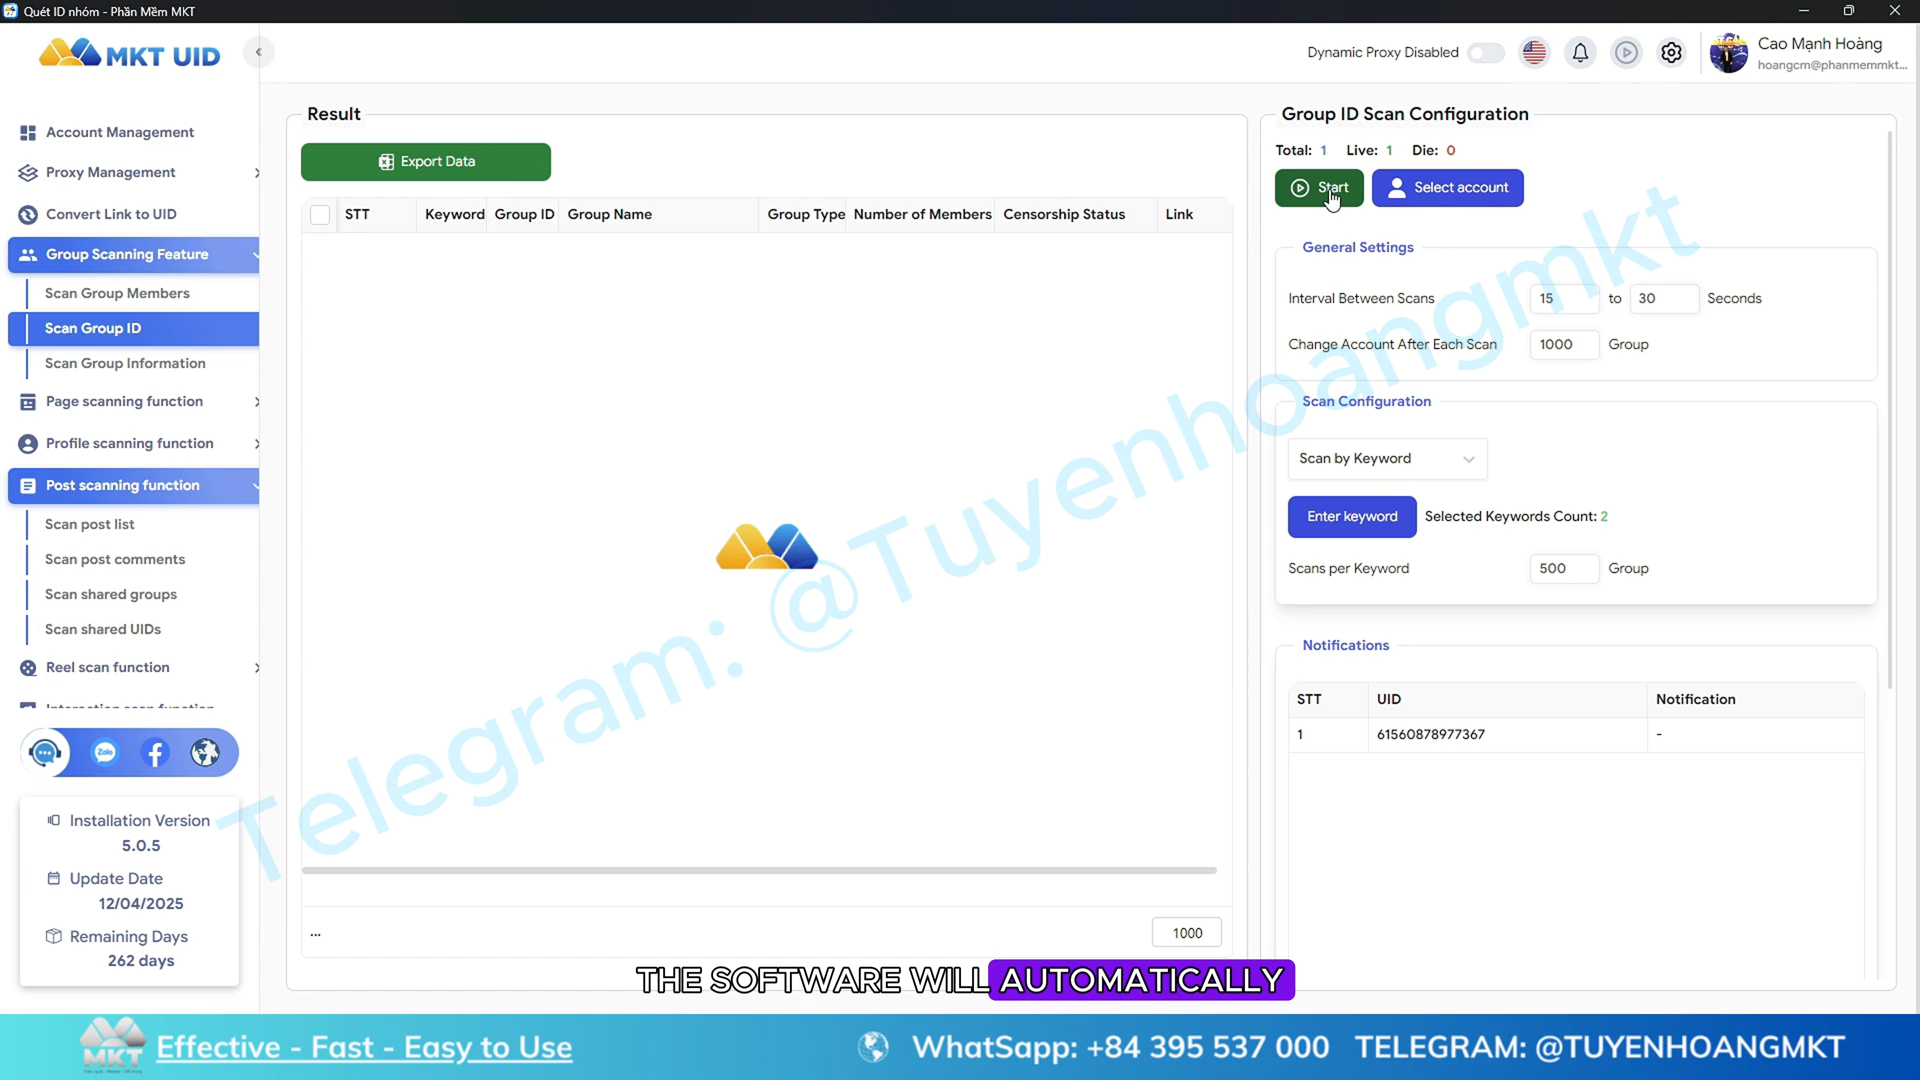 Quét ID nhóm - Phần Mềm MKT
MKT UID
Dynamic Proxy Disabled
Cao Mạnh Hoàng
hoangcm@phanmemmkt...
Account Management
Proxy Management
Convert Link to UID
Group Scanning Feature
Scan Group Members
Scan Group ID
Scan Group Information
Page scanning function
Profile scanning function
Post scanning function
Scan post list
Scan post comments
Scan shared groups
Scan shared UIDs
Reel scan function
Zalo
Installation Version
5.0.5
Update Date
12/04/2025
Remaining Days
262 days
Result
Export Data
STT Keyword Group ID Group Name Group Type Number of Members Censorship Status Link
...
1000
Group ID Scan Configuration
Total: 1 Live: 1 Die: 0
Start Select account
General Settings
Interval Between Scans 15 to 30 Seconds
Change Account After Each Scan 1000 Group
Scan Configuration
Scan by Keyword
Enter keyword Selected Keywords Count: 2
Scans per Keyword 500 Group
Notifications
STT UID Notification
1 61560878977367 -
Telegram: @Tuyenhoangmkt
THE SOFTWARE WILL AUTOMATICALLY
MKT
Effective - Fast - Easy to Use
WhatSapp: +84 395 537 000 TELEGRAM: @TUYENHOANGMKT